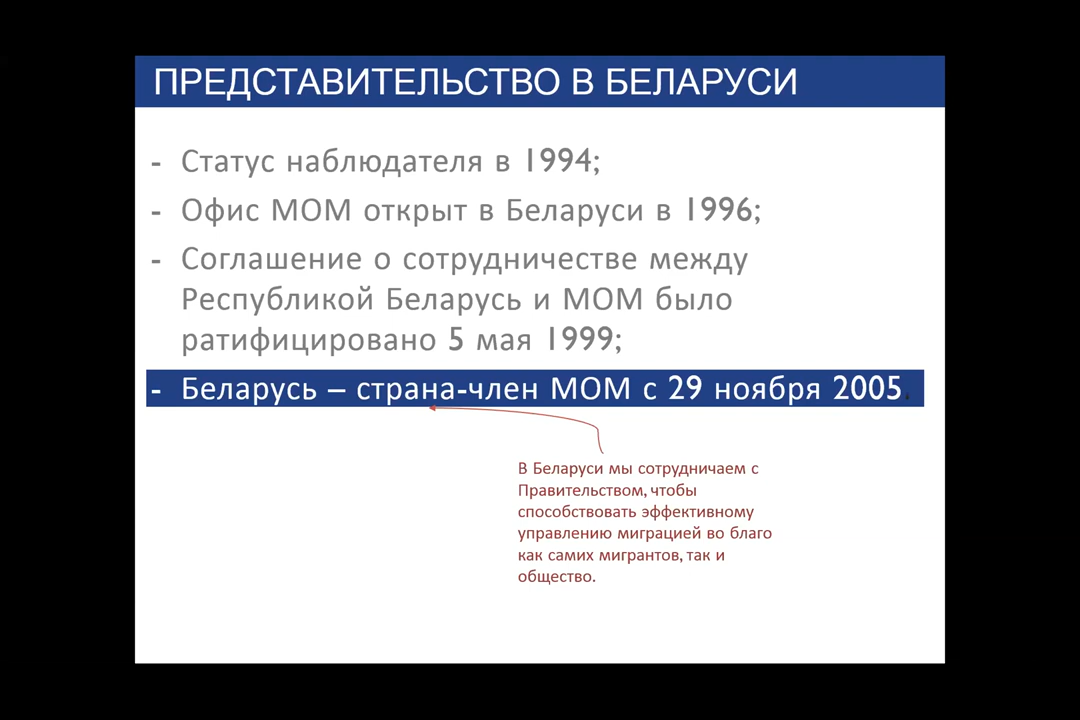 ПРЕДСТАВИТЕЛЬСТВО В БЕЛАРУСИ
- Статус наблюдателя в 1994;
- Офис МОМ открыт в Беларуси в 1996;
- Соглашение о сотрудничестве между
Республикой Беларусь и МОМ было
ратифицировано 5 мая 1999;
- Беларусь – страна-член МОМ с 29 ноября 2005.
В Беларуси мы сотрудничаем с
Правительством, чтобы
способствовать эффективному
управлению миграцией во благо
как самих мигрантов, так и
общество.